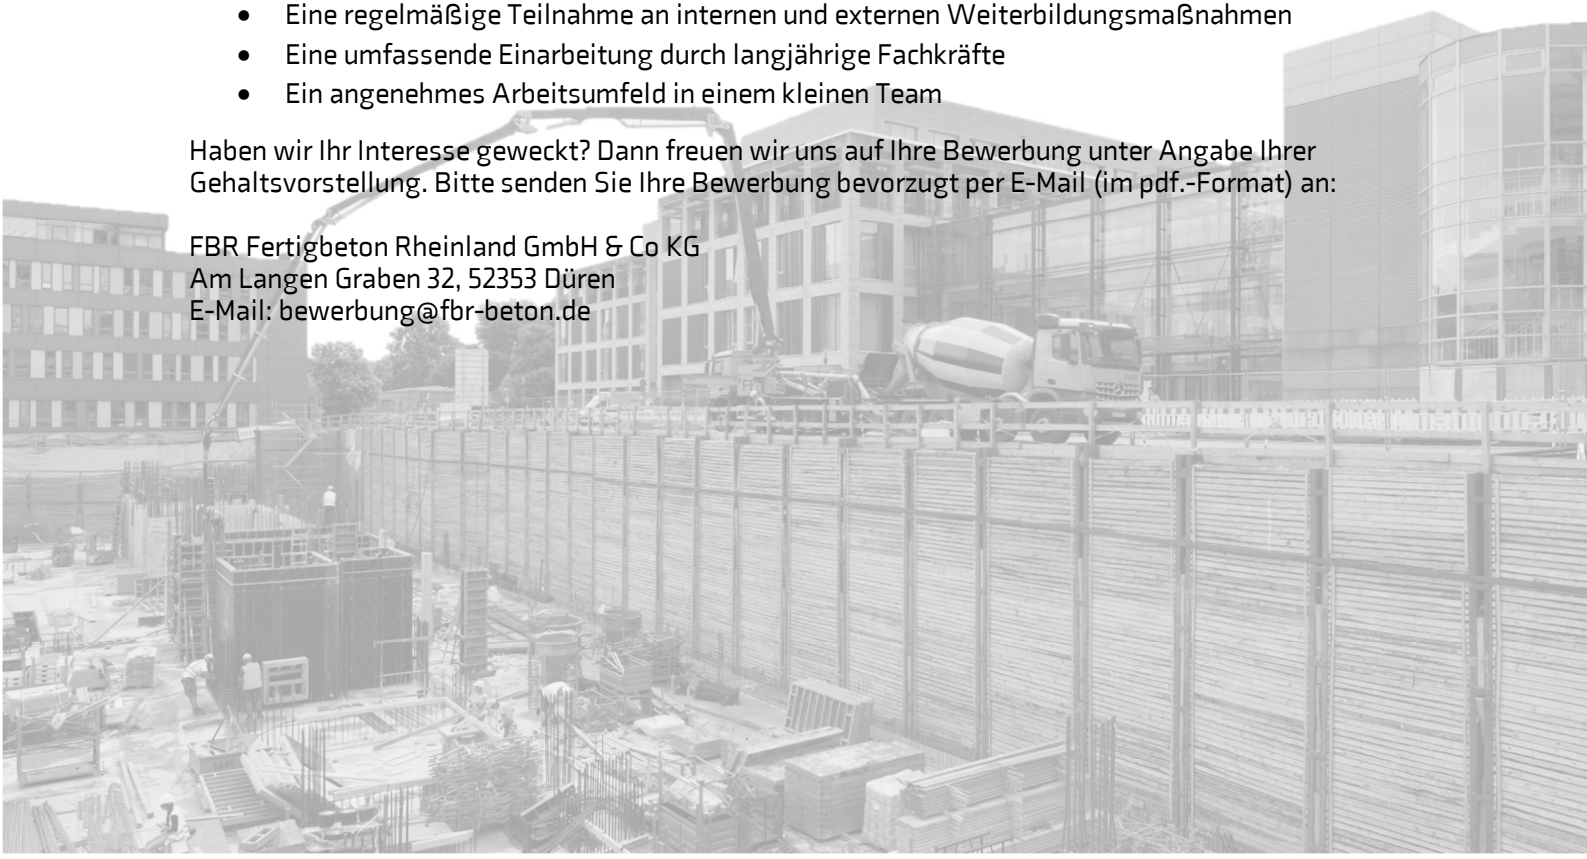 • Eine regelmäßige Teilnahme an internen und externen Weiterbildungsmaßnahmen
• Eine umfassende Einarbeitung durch langjährige Fachkräfte
• Ein angenehmes Arbeitsumfeld in einem kleinen Team
Haben wir Ihr Interesse geweckt? Dann freuen wir uns auf Ihre Bewerbung unter Angabe Ihrer
Gehaltsvorstellung. Bitte senden Sie Ihre Bewerbung bevorzugt per E-Mail (im pdf.-Format) an:
FBR Fertigbeton Rheinland GmbH & Co KG
Am Langen Graben 32, 52353 Düren
E-Mail: bewerbung@fbr-beton.de